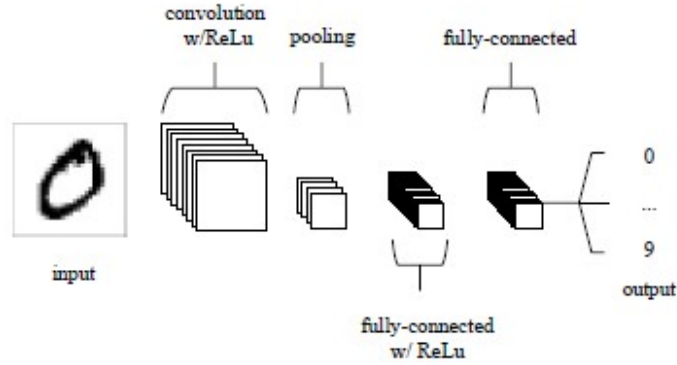 convolution
w/ReLu
pooling
fully-connected
0
...
9
input
output
fully-connected
w/ ReLu